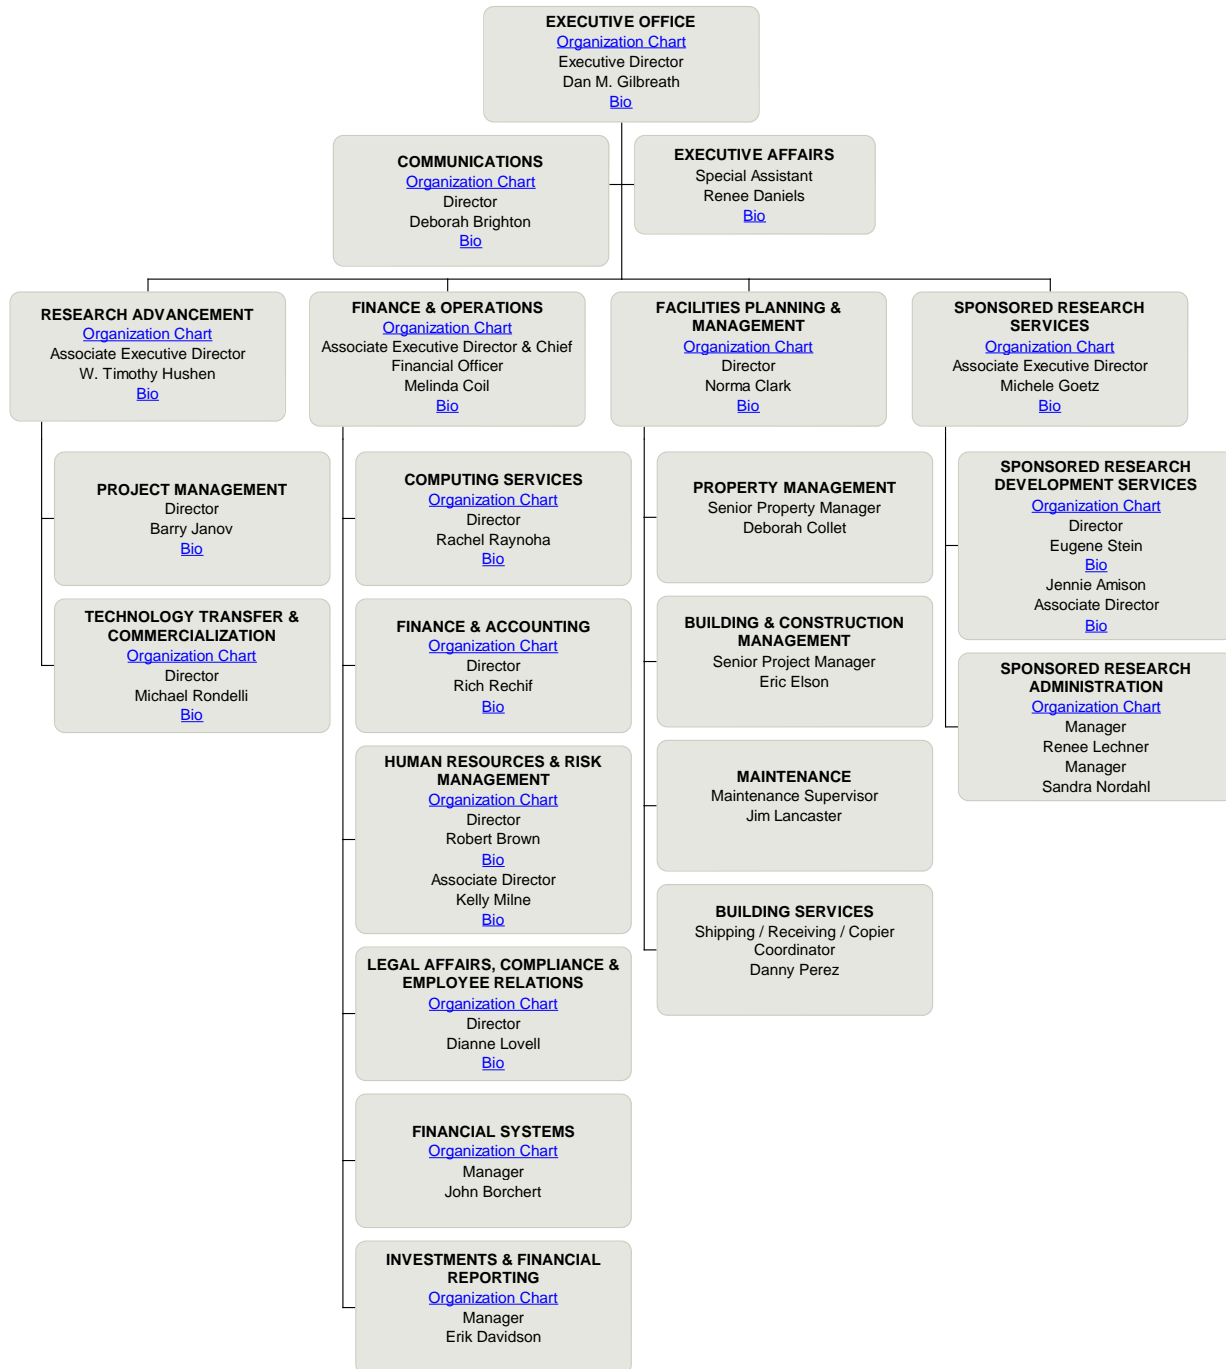 EXECUTIVE OFFICE
Organization Chart
Executive Director
Dan M. Gilbreath
Bio
COMMUNICATIONS
Organization Chart
Director
Deborah Brighton
Bio
EXECUTIVE AFFAIRS
Special Assistant
Renee Daniels
Bio
RESEARCH ADVANCEMENT
Organization Chart
Associate Executive Director
W. Timothy Hushen
Bio
FINANCE & OPERATIONS
Organization Chart
Associate Executive Director & Chief
Financial Officer
Melinda Coil
Bio
FACILITIES PLANNING &
MANAGEMENT
Organization Chart
Director
Norma Clark
Bio
SPONSORED RESEARCH
SERVICES
Organization Chart
Associate Executive Director
Michele Goetz
Bio
PROJECT MANAGEMENT
Director
Barry Janov
Bio
TECHNOLOGY TRANSFER &
COMMERCIALIZATION
Organization Chart
Director
Michael Rondelli
Bio
COMPUTING SERVICES
Organization Chart
Director
Rachel Raynoha
Bio
FINANCE & ACCOUNTING
Organization Chart
Director
Rich Rechif
Bio
HUMAN RESOURCES & RISK
MANAGEMENT
Organization Chart
Director
Robert Brown
Bio
Associate Director
Kelly Milne
Bio
LEGAL AFFAIRS, COMPLIANCE &
EMPLOYEE RELATIONS
Organization Chart
Director
Dianne Lovell
Bio
FINANCIAL SYSTEMS
Organization Chart
Manager
John Borchert
INVESTMENTS & FINANCIAL
REPORTING
Organization Chart
Manager
Erik Davidson
PROPERTY MANAGEMENT
Senior Property Manager
Deborah Collet
BUILDING & CONSTRUCTION
MANAGEMENT
Senior Project Manager
Eric Elson
MAINTENANCE
Maintenance Supervisor
Jim Lancaster
BUILDING SERVICES
Shipping / Receiving / Copier
Coordinator
Danny Perez
SPONSORED RESEARCH
DEVELOPMENT SERVICES
Organization Chart
Director
Eugene Stein
Bio
Jennie Amison
Associate Director
Bio
SPONSORED RESEARCH
ADMINISTRATION
Organization Chart
Manager
Renee Lechner
Manager
Sandra Nordahl